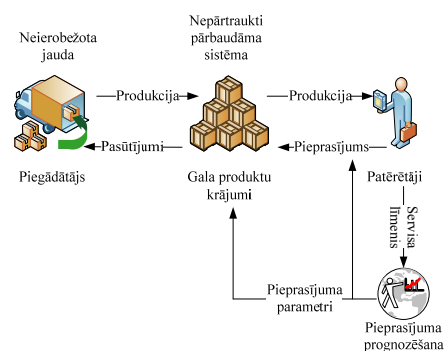 Neierobežota
jauda
Nepārtraukti
pārbaudāma
sistēma
Produkcija
Produkcija
Pasūtījumi
Pieprasījums
Piegādātājs
Gala produktu
krājumi
Patērētāji
Servisa
līmenis
Pieprasījuma
parametri
Pieprasījuma
prognozēšana